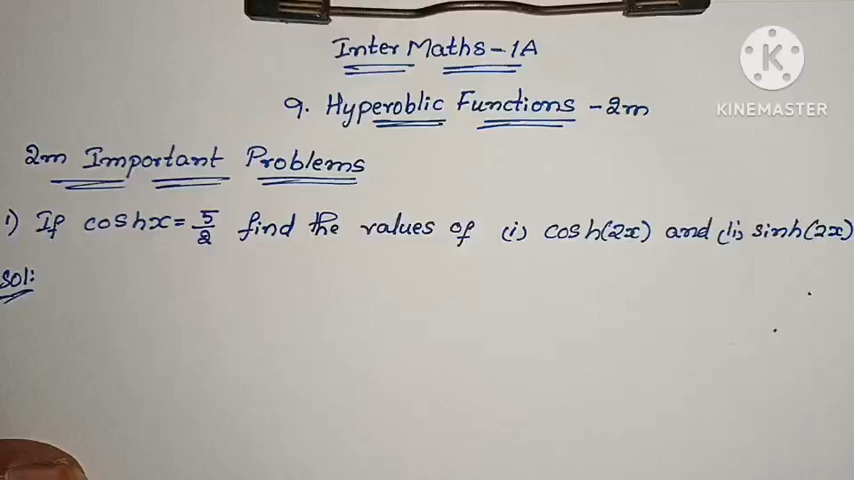 Inter Maths-1A
KINEMASTER
9. Hyperoblic Functions - 2m
2m Important Problems
1) If coshx = 5/2 find the values of (i) cosh(2x) and (ii) sinh(2x)
Sol: